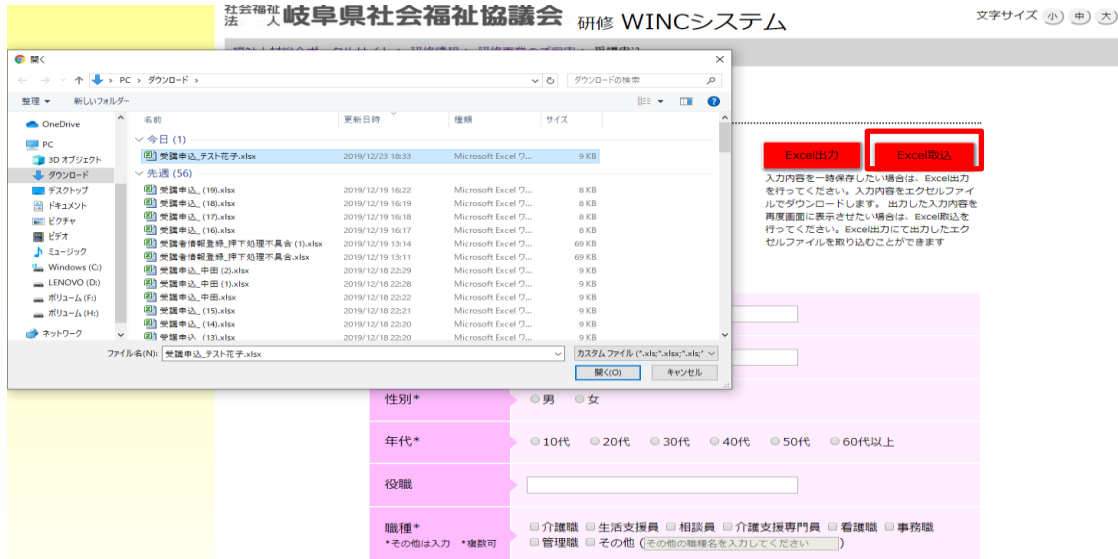 社会福祉法人 岐阜県社会福祉協議会 研修 WINCシステム
文字サイズ 小 中 大
開く
PC › ダウンロード ›
ダウンロードの検索
整理 新しいフォルダー
名前 更新日時 種類 サイズ
OneDrive
PC
3D オブジェクト
ダウンロード
デスクトップ
ドキュメント
ピクチャ
ビデオ
ミュージック
Windows (C:)
LENOVO (D:)
ボリューム (F:)
ボリューム (H:)
ネットワーク
今日 (1)
受講申込_テスト花子.xlsx 2019/12/23 18:33 Microsoft Excel ワ... 9 KB
先週 (56)
受講申込_ (19).xlsx 2019/12/19 16:22 Microsoft Excel ワ... 8 KB
受講申込_ (18).xlsx 2019/12/19 16:19 Microsoft Excel ワ... 8 KB
受講申込_ (17).xlsx 2019/12/19 16:18 Microsoft Excel ワ... 8 KB
受講申込_ (16).xlsx 2019/12/19 16:17 Microsoft Excel ワ... 8 KB
受講者情報登録_押下処理不具合 (1).xlsx 2019/12/19 13:14 Microsoft Excel ワ... 69 KB
受講者情報登録_押下処理不具合.xlsx 2019/12/19 13:11 Microsoft Excel ワ... 69 KB
受講申込_中田 (2).xlsx 2019/12/18 22:29 Microsoft Excel ワ... 9 KB
受講申込_中田 (1).xlsx 2019/12/18 22:28 Microsoft Excel ワ... 9 KB
受講申込_中田.xlsx 2019/12/18 22:22 Microsoft Excel ワ... 9 KB
受講申込_ (15).xlsx 2019/12/18 22:21 Microsoft Excel ワ... 9 KB
受講申込_ (14).xlsx 2019/12/18 22:20 Microsoft Excel ワ... 9 KB
受講申込_ (13).xlsx 2019/12/18 22:20 Microsoft Excel ワ... 9 KB
ファイル名(N): 受講申込_テスト花子.xlsx
カスタム ファイル (*.xls;*.xlsx;*.xls;*
開く(O) キャンセル
Excel出力 Excel取込
入力内容を一時保存したい場合は、Excel出力
を行ってください。入力内容をエクセルファイ
ルでダウンロードします。 出力した入力内容を
再度画面に表示させたい場合は、Excel取込を
行ってください。Excel出力にて出力したエク
セルファイルを取り込むことができます
性別* 男 女
年代* 10代 20代 30代 40代 50代 60代以上
役職
職種*
*その他は入力 *複数可
介護職 生活支援員 相談員 介護支援専門員 看護職 事務職
管理職 その他 (その他の職種名を入力してください )